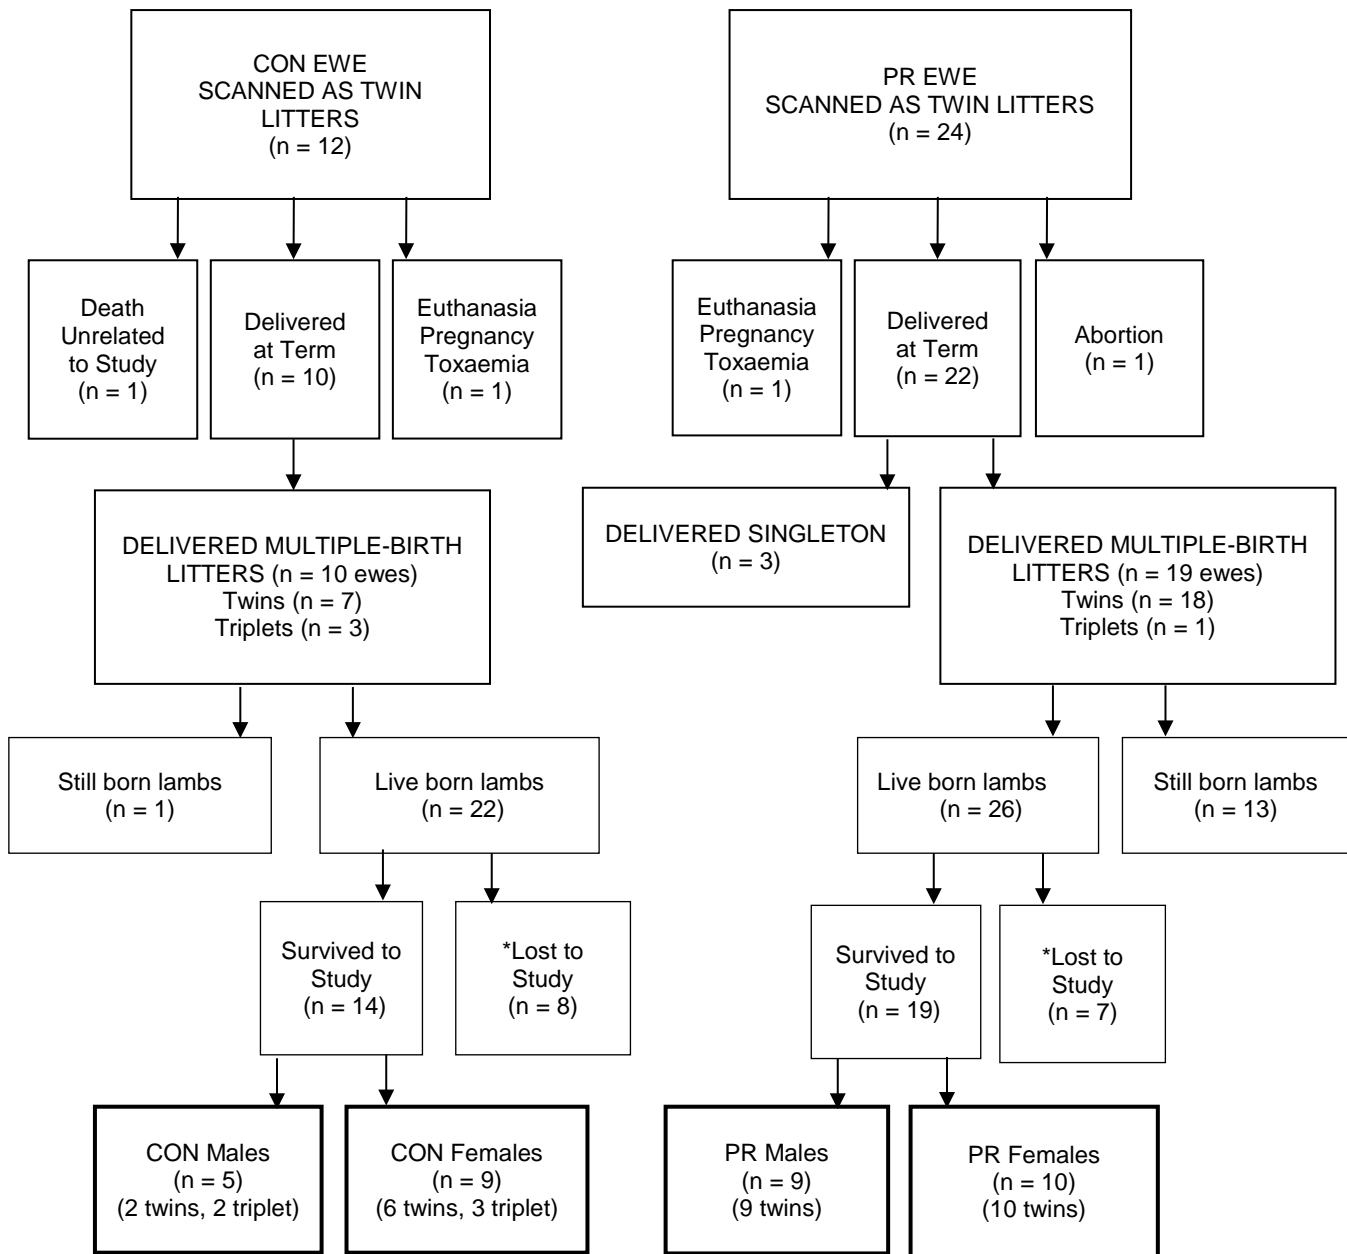 CON EWE
SCANNED AS TWIN
LITTERS
(n = 12)
PR EWE
SCANNED AS TWIN LITTERS
(n = 24)
Death
Unrelated
to Study
(n = 1)
Delivered
at Term
(n = 10)
Euthanasia
Pregnancy
Toxaemia
(n = 1)
Euthanasia
Pregnancy
Toxaemia
(n = 1)
Delivered
at Term
(n = 22)
Abortion
(n = 1)
DELIVERED MULTIPLE-BIRTH
LITTERS (n = 10 ewes)
Twins (n = 7)
Triplets (n = 3)
DELIVERED SINGLETON
(n = 3)
DELIVERED MULTIPLE-BIRTH
LITTERS (n = 19 ewes)
Twins (n = 18)
Triplets (n = 1)
Still born lambs
(n = 1)
Live born lambs
(n = 22)
Live born lambs
(n = 26)
Still born lambs
(n = 13)
Survived to
Study
(n = 14)
*Lost to
Study
(n = 8)
Survived to
Study
(n = 19)
*Lost to
Study
(n = 7)
CON Males
(n = 5)
(2 twins, 2 triplet)
CON Females
(n = 9)
(6 twins, 3 triplet)
PR Males
(n = 9)
(9 twins)
PR Females
(n = 10)
(10 twins)